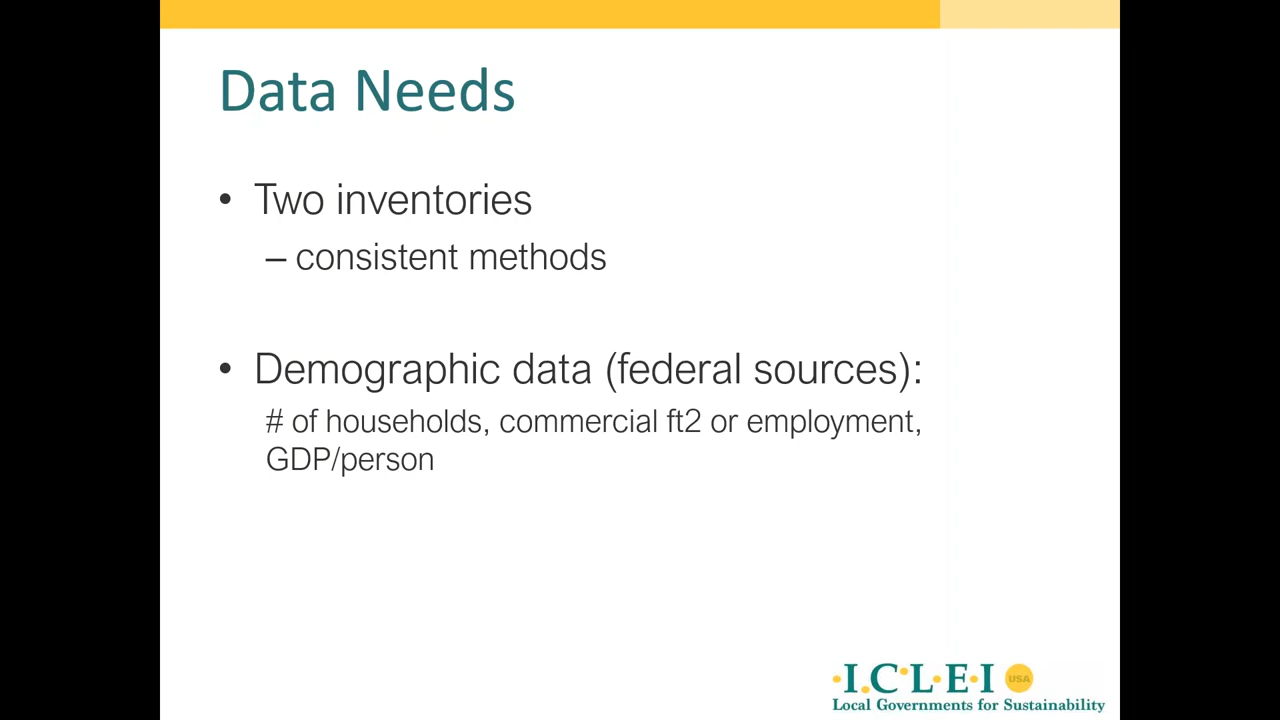 Data Needs
• Two inventories
– consistent methods
• Demographic data (federal sources):
# of households, commercial ft2 or employment,
GDP/person
I.C.L.E.I USA
Local Governments for Sustainability